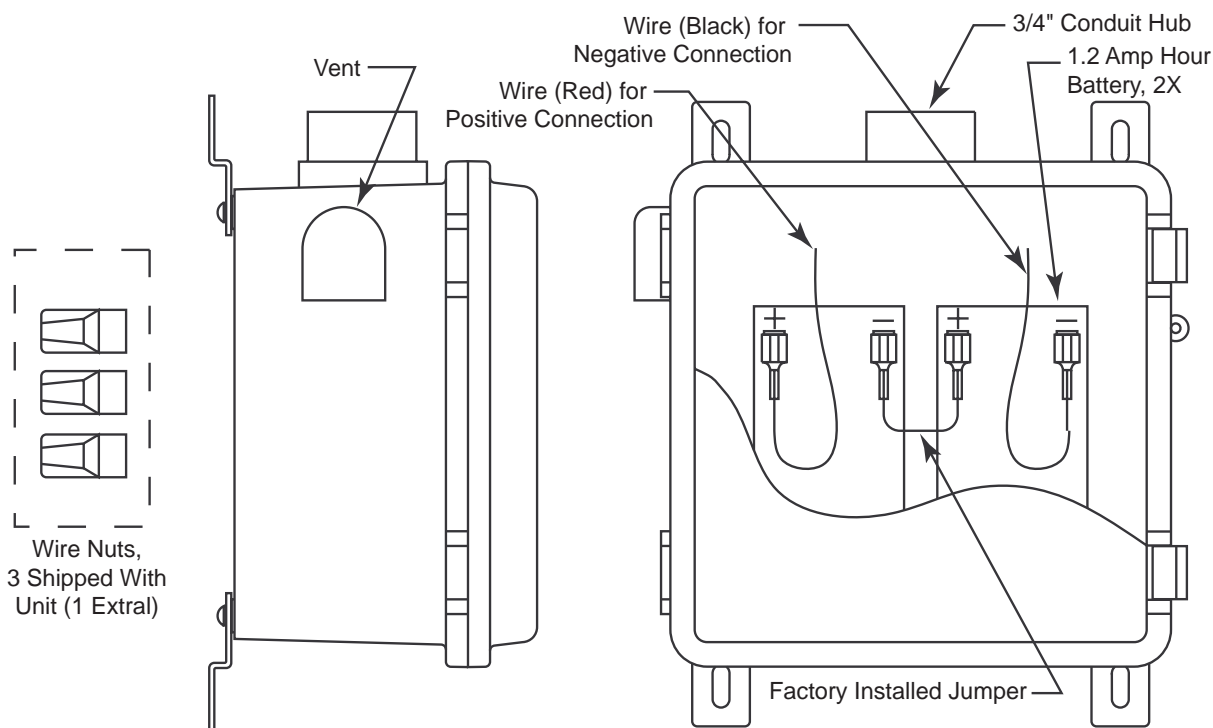 Vent
Wire (Black) for
Negative Connection
Wire (Red) for
Positive Connection
3/4" Conduit Hub
1.2 Amp Hour
Battery, 2X
+ − + −
Wire Nuts,
3 Shipped With
Unit (1 Extral)
Factory Installed Jumper